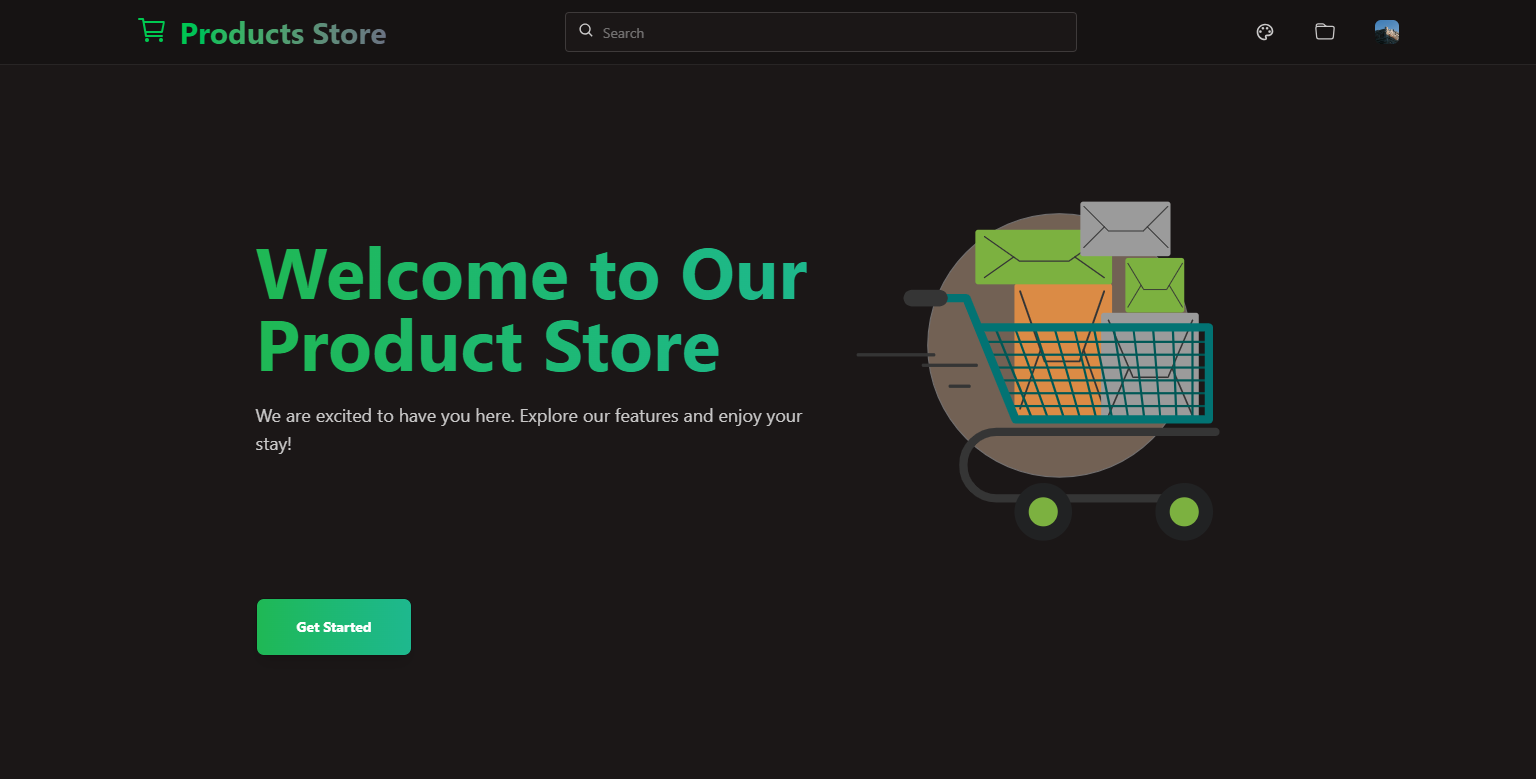 Products Store
Search
Welcome to Our
Product Store
We are excited to have you here. Explore our features and enjoy your
stay!
Get Started